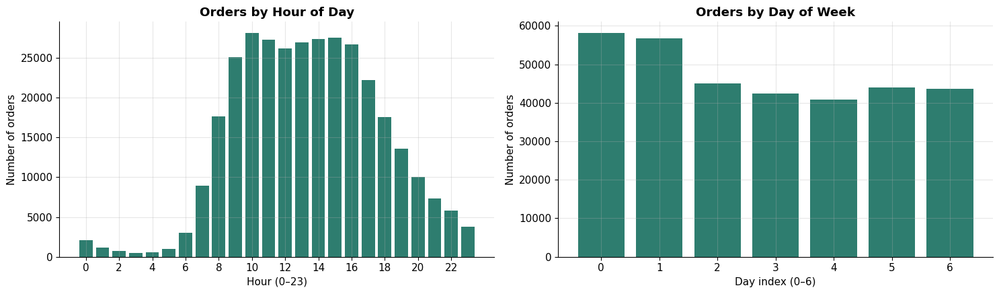 Orders by Hour of Day
Number of orders
25000
20000
15000
10000
5000
0
0 2 4 6 8 10 12 14 16 18 20 22
Hour (0–23)
Orders by Day of Week
Number of orders
60000
50000
40000
30000
20000
10000
0
0 1 2 3 4 5 6
Day index (0–6)